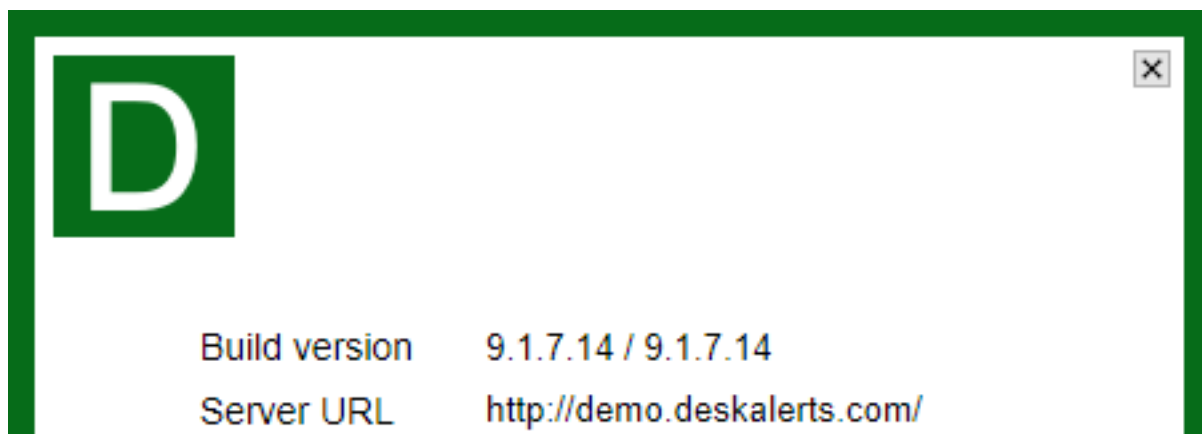 D
Build version 9.1.7.14 / 9.1.7.14
Server URL http://demo.deskalerts.com/